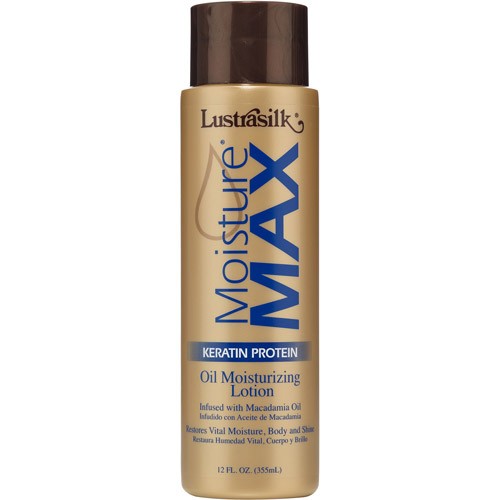 Lustrasilk
Moisture®
MAX
KERATIN PROTEIN
Oil Moisturizing
Lotion
Infused with Macadamia Oil
Infudido con Aceite de Macadamia
Restorex Vital Moisture, Body and Shine
Restaura Humedad Vital, Cuerpo y Brillo
12 FL. OZ. (355mL)